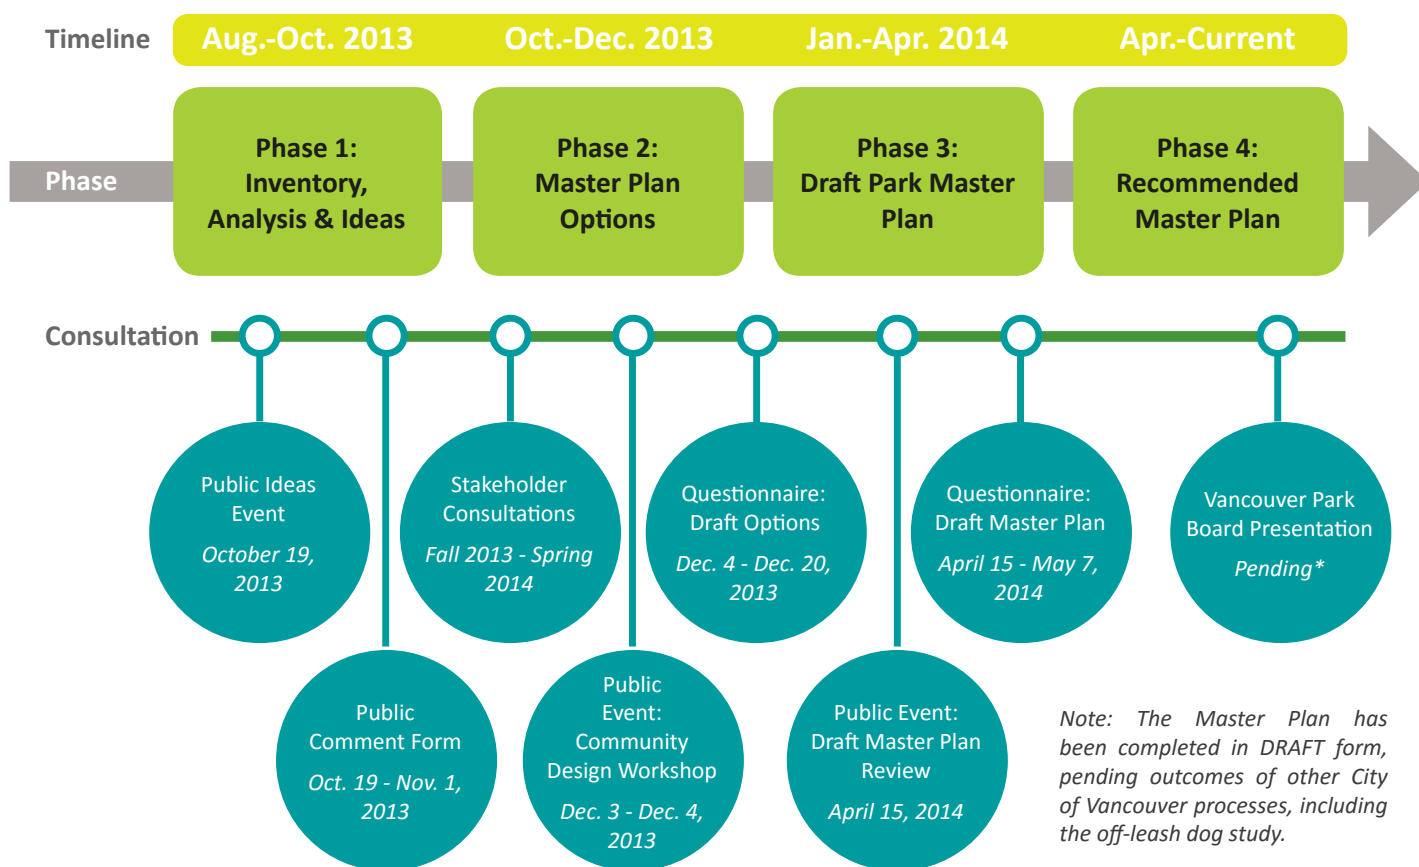 Timeline
Aug.-Oct. 2013
Oct.-Dec. 2013
Jan.-Apr. 2014
Apr.-Current
Phase
Phase 1:
Inventory,
Analysis & Ideas
Phase 2:
Master Plan
Options
Phase 3:
Draft Park Master
Plan
Phase 4:
Recommended
Master Plan
Consultation
Public Ideas
Event
October 19,
2013
Public
Comment Form
Oct. 19 - Nov. 1,
2013
Stakeholder
Consultations
Fall 2013 - Spring
2014
Public
Event:
Community
Design Workshop
Dec. 3 - Dec. 4,
2013
Questionnaire:
Draft Options
Dec. 4 - Dec. 20,
2013
Public Event:
Draft Master Plan
Review
April 15, 2014
Questionnaire:
Draft Master Plan
April 15 - May 7,
2014
Vancouver Park
Board Presentation
Pending*
Note: The Master Plan has
been completed in DRAFT form,
pending outcomes of other City
of Vancouver processes, including
the off-leash dog study.